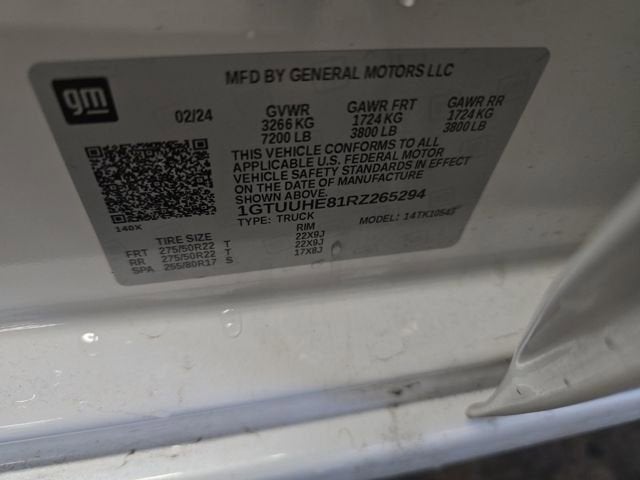 gm
MFD BY GENERAL MOTORS LLC
02/24
GVWR GAWR FRT GAWR RR
3266 KG 1724 KG 1724 KG
7200 LB 3800 LB 3800 LB
THIS VEHICLE CONFORMS TO ALL
APPLICABLE U.S. FEDERAL MOTOR
VEHICLE SAFETY STANDARDS IN EFFECT
ON THE DATE OF MANUFACTURE
SHOWN ABOVE.
1GTUUHE81RZ265294
TYPE: TRUCK MODEL: 14TK10543
TIRE SIZE RIM
FRT 275/50R22 T 22X9J
RR 275/50R22 T 22X9J
SPA 255/80R17 S 17X8J